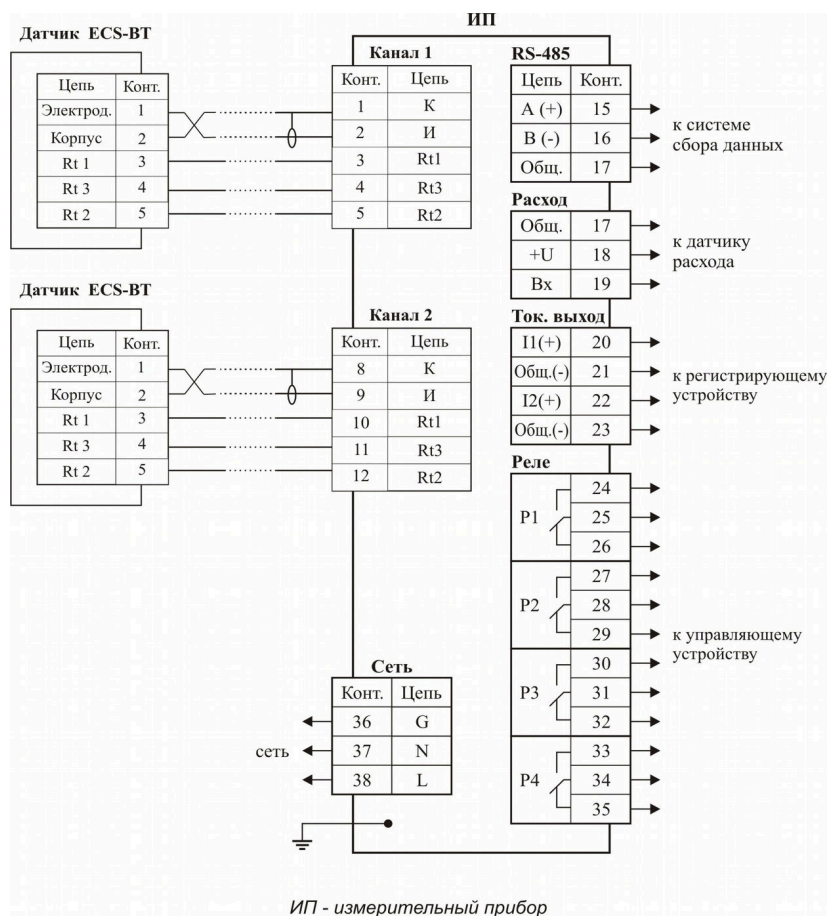 ИП
Датчик ECS-BT
Цепь Конт.
Электрод. 1
Корпус 2
Rt 1 3
Rt 3 4
Rt 2 5
Канал 1
Конт. Цепь
1 К
2 И
3 Rt1
4 Rt3
5 Rt2
Датчик ECS-BT
Цепь Конт.
Электрод. 1
Корпус 2
Rt 1 3
Rt 3 4
Rt 2 5
Канал 2
Конт. Цепь
8 К
9 И
10 Rt1
11 Rt3
12 Rt2
Сеть
Конт. Цепь
36 G
37 N
38 L
сеть
RS-485
Цепь Конт.
А (+) 15
В (-) 16
Общ. 17
к системе
сбора данных
Расход
Общ. 17
+U 18
Вх 19
к датчику
расхода
Ток. выход
I1(+) 20
Общ.(-) 21
I2(+) 22
Общ.(-) 23
к регистрирующему
устройству
Реле
Р1
24
25
26
Р2
27
28
29
Р3
30
31
32
Р4
33
34
35
к управляющему
устройству
ИП - измерительный прибор